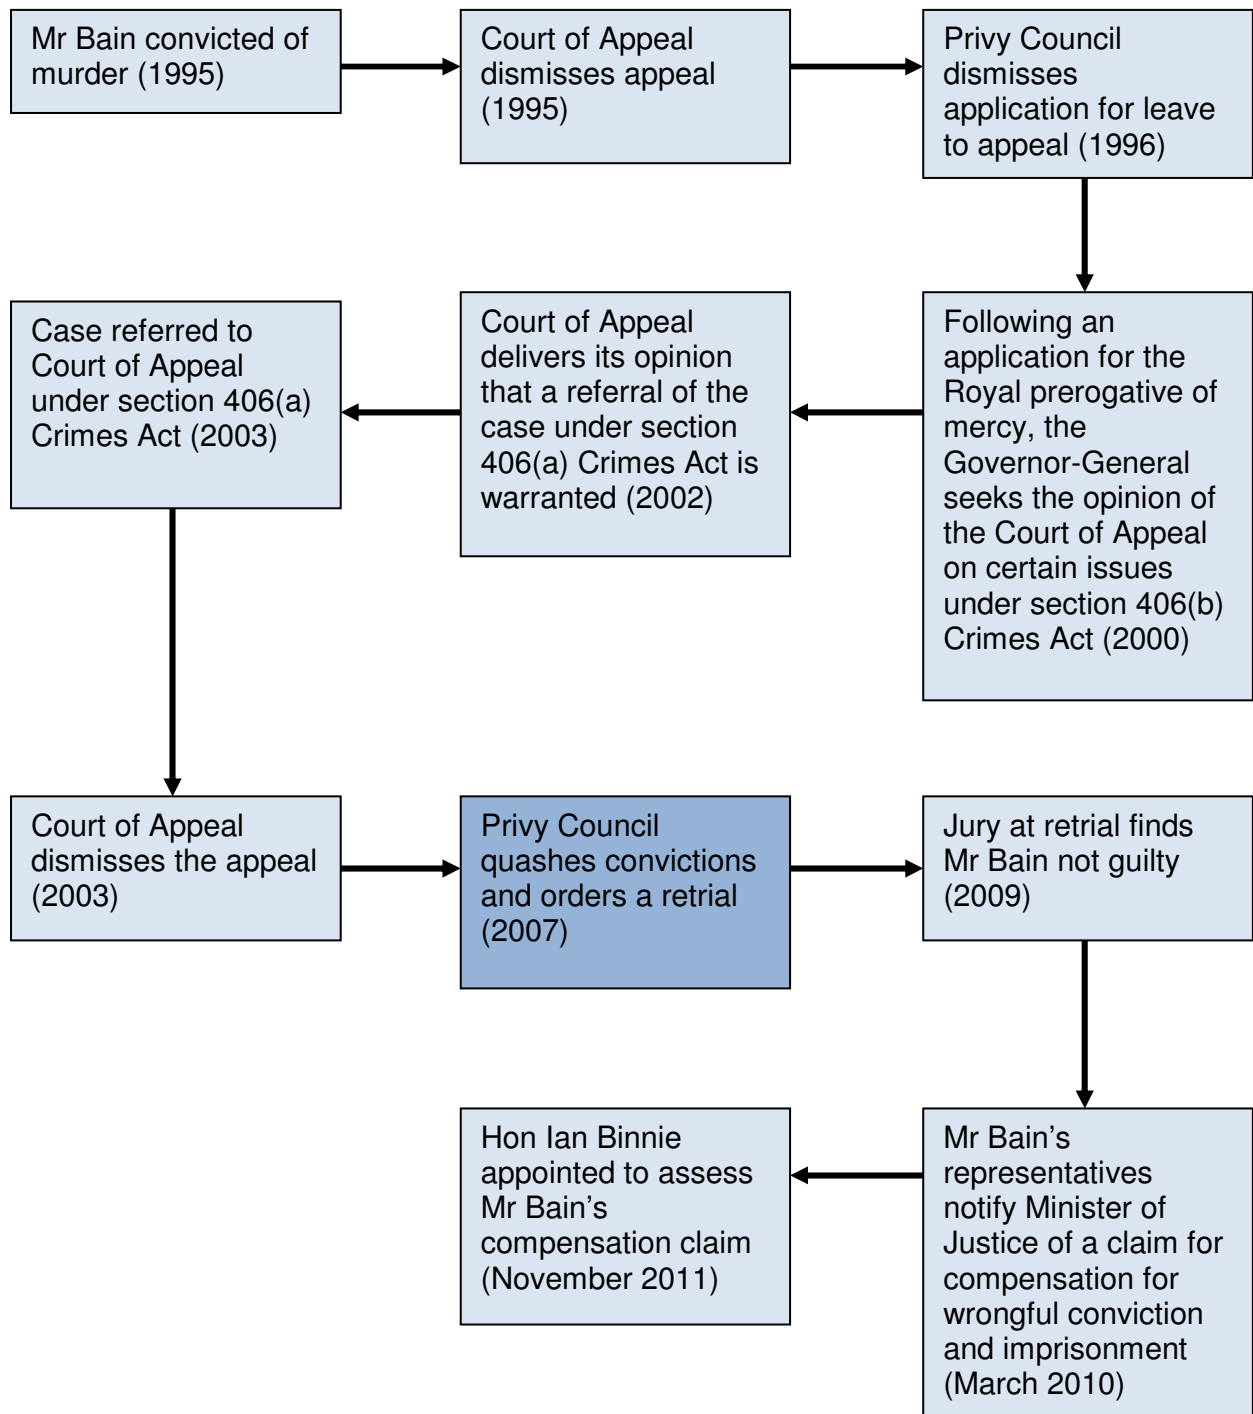 Mr Bain convicted of
murder (1995)
Court of Appeal
dismisses appeal
(1995)
Privy Council
dismisses
application for leave
to appeal (1996)
Following an
application for the
Royal prerogative of
mercy, the
Governor-General
seeks the opinion of
the Court of Appeal
on certain issues
under section 406(b)
Crimes Act (2000)
Court of Appeal
delivers its opinion
that a referral of the
case under section
406(a) Crimes Act is
warranted (2002)
Case referred to
Court of Appeal
under section 406(a)
Crimes Act (2003)
Court of Appeal
dismisses the appeal
(2003)
Privy Council
quashes convictions
and orders a retrial
(2007)
Jury at retrial finds
Mr Bain not guilty
(2009)
Mr Bain's
representatives
notify Minister of
Justice of a claim for
compensation for
wrongful conviction
and imprisonment
(March 2010)
Hon Ian Binnie
appointed to assess
Mr Bain's
compensation claim
(November 2011)